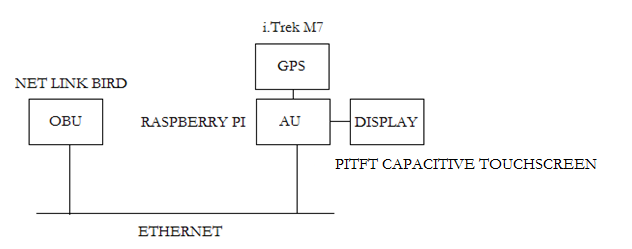 i.Trek M7
GPS
NET LINK BIRD
OBU
RASPBERRY PI
AU
DISPLAY
PITFT CAPACITIVE TOUCHSCREEN
ETHERNET